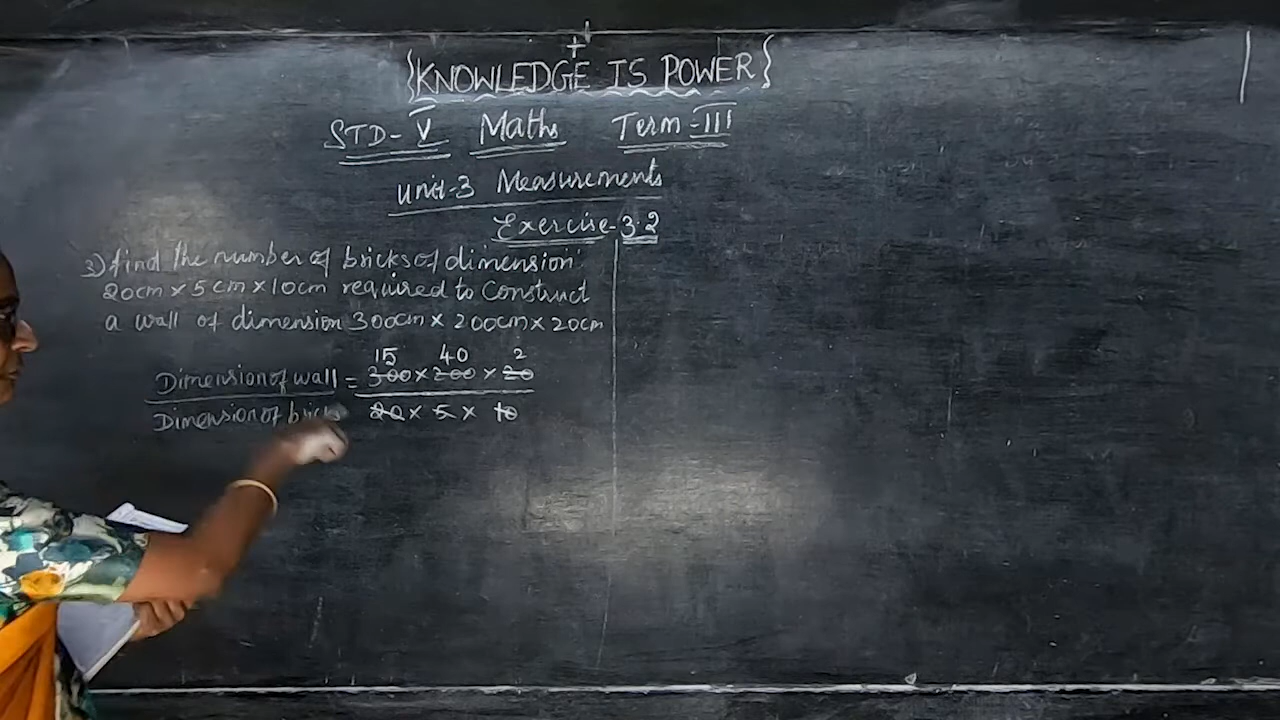 {KNOWLEDGE IS POWER}
STD-V Maths Term-III
Unit-3 Measurements
Exercise-3.2
3) find the number of bricks of dimension
20cm × 5cm × 10cm required to Construct
a wall of dimension 300cm × 200cm × 20cm
15 40 2
Dimension of wall = 300 × 200 × 20
Dimension of bricks 20 × 5 × 10